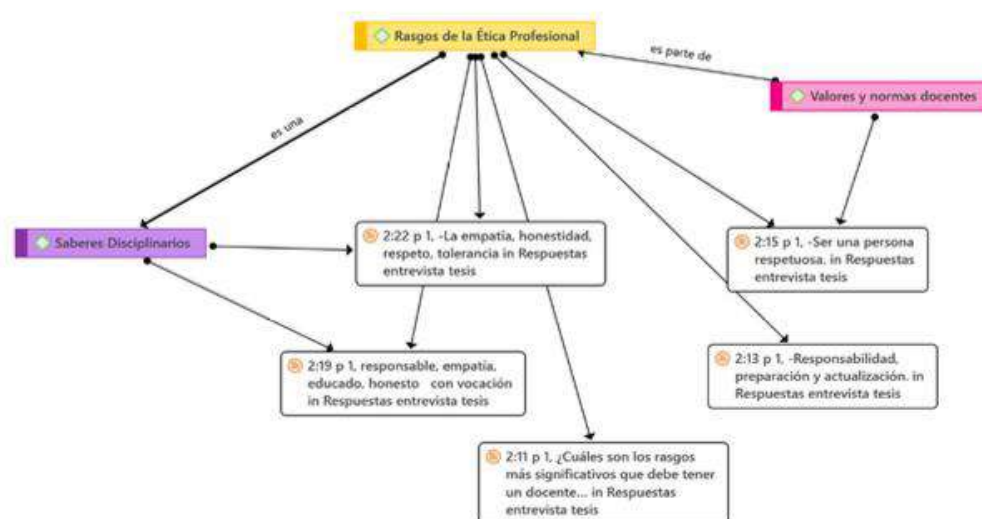 Rasgos de la Ética Profesional
es parte de
Valores y normas docentes
es una
Saberes Disciplinarios
2:22 p 1, -La empatía, honestidad,
respeto, tolerancia in Respuestas
entrevista tesis
2:15 p 1, -Ser una persona
respetuosa. in Respuestas
entrevista tesis
2:19 p 1, responsable, empatía,
educado, honesto con vocación
in Respuestas entrevista tesis
2:13 p 1, -Responsabilidad,
preparación y actualización. in
Respuestas entrevista tesis
2:11 p 1, ¿Cuáles son los rasgos
más significativos que debe tener
un docente... in Respuestas
entrevista tesis